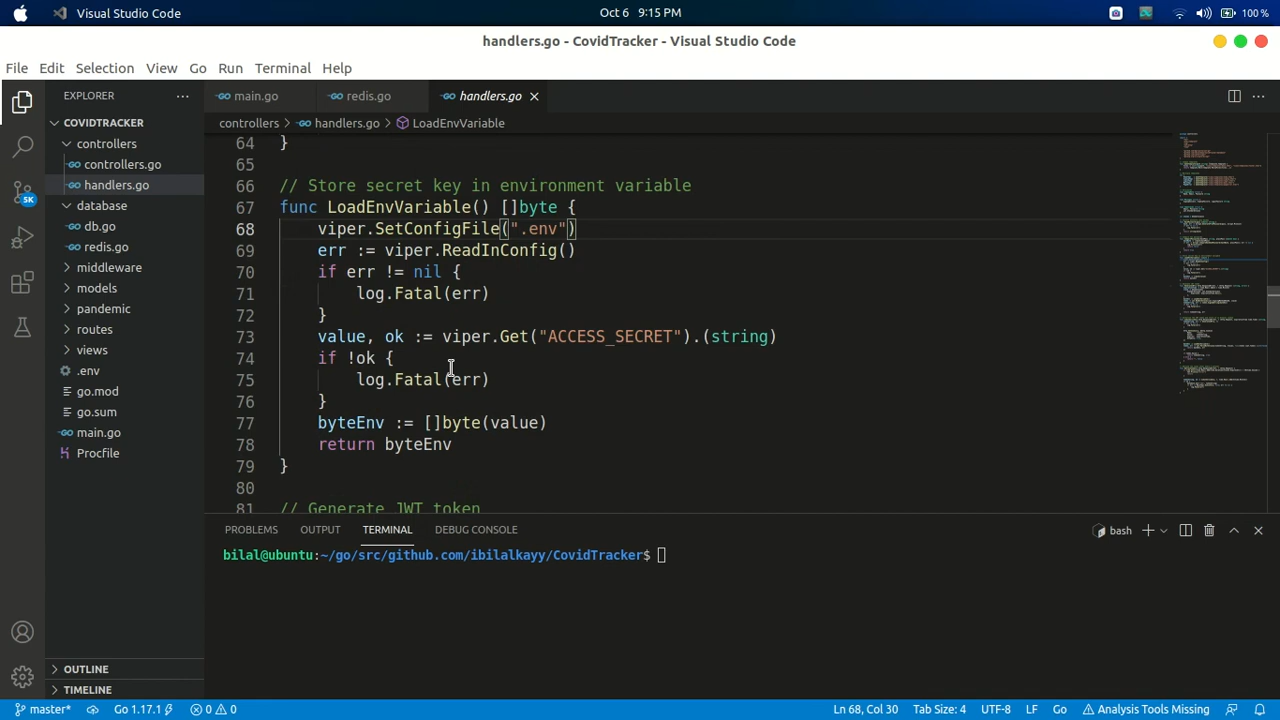 Visual Studio Code
Oct 6 9:15 PM
100 %
handlers.go - CovidTracker - Visual Studio Code
File Edit Selection View Go Run Terminal Help
EXPLORER
main.go
redis.go
handlers.go
COVIDTRACKER
controllers > handlers.go > LoadEnvVariable
controllers
controllers.go
handlers.go
database
db.go
redis.go
middleware
models
pandemic
routes
views
.env
go.mod
go.sum
main.go
Procfile
5K
64 }
65
66 // Store secret key in environment variable
67 func LoadEnvVariable() []byte {
68 viper.SetConfigFile(".env")
69 err := viper.ReadInConfig()
70 if err != nil {
71 log.Fatal(err)
72 }
73 value, ok := viper.Get("ACCESS_SECRET").(string)
74 if !ok {
75 log.Fatal(err)
76 }
77 byteEnv := []byte(value)
78 return byteEnv
79 }
80
81 // Generate JWT token
PROBLEMS OUTPUT TERMINAL DEBUG CONSOLE
bash
bilal@ubuntu:~/go/src/github.com/ibilalkayy/CovidTracker$
OUTLINE
TIMELINE
master* Go 1.17.1 0 0 Ln 68, Col 30 Tab Size: 4 UTF-8 LF Go Analysis Tools Missing